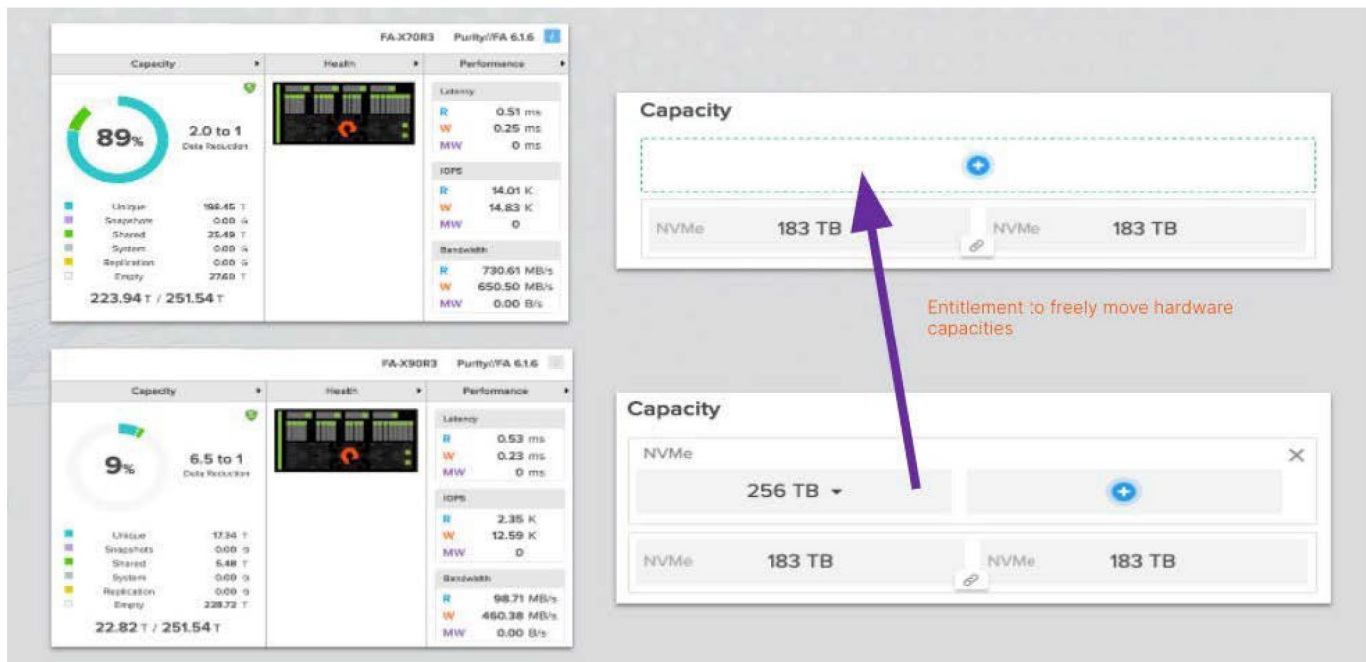 FA-X70R3 Purity//FA 6.1.6
Capacity Health Performance
89% 2.0 to 1
Data Reduction
Unique 198.45 T
Snapshots 0.00 G
Shared 25.49 T
System 0.00 G
Replication 0.00 G
Empty 27.60 T
223.94 T / 251.54 T
Latency
R 0.51 ms
W 0.25 ms
MW 0 ms
IOPS
R 14.01 K
W 14.83 K
MW 0
Bandwidth
R 730.61 MB/s
W 650.50 MB/s
MW 0.00 B/s
Capacity
NVMe 183 TB NVMe 183 TB
Entitlement to freely move hardware
capacities
FA-X90R3 Purity//FA 6.1.6
Capacity Health Performance
9% 6.5 to 1
Data Reduction
Unique 17.34 T
Snapshots 0.00 G
Shared 5.48 T
System 0.00 G
Replication 0.00 G
Empty 228.72 T
22.82 T / 251.54 T
Latency
R 0.53 ms
W 0.23 ms
MW 0 ms
IOPS
R 2.35 K
W 12.59 K
MW 0
Bandwidth
R 98.71 MB/s
W 460.38 MB/s
MW 0.00 B/s
Capacity
NVMe
256 TB
NVMe 183 TB NVMe 183 TB